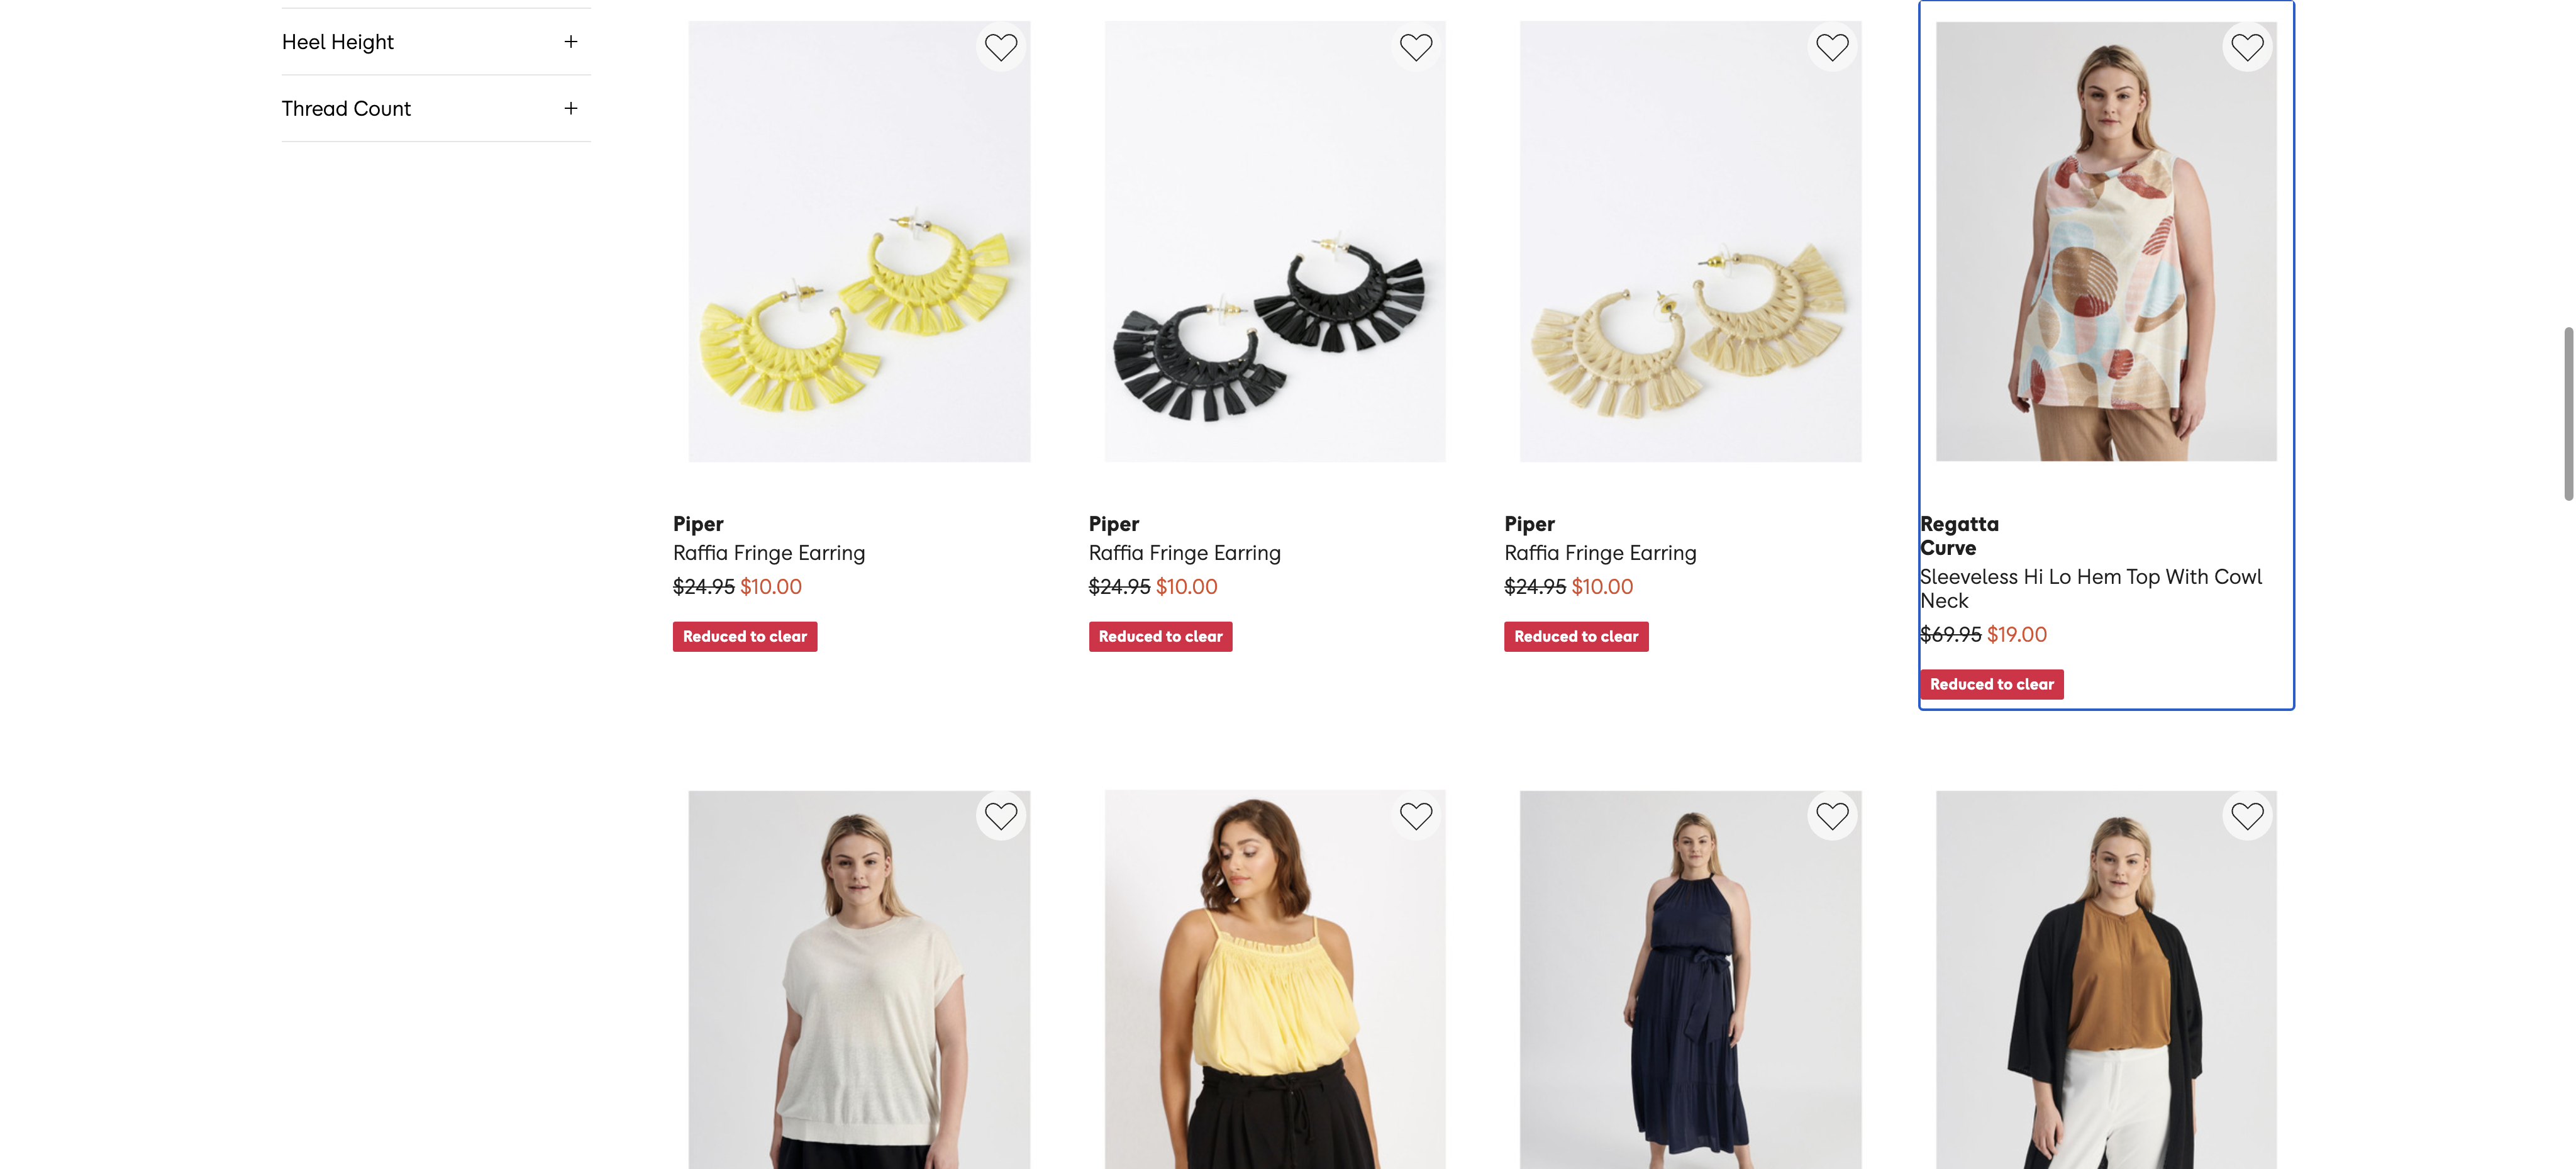 Heel Height
Thread Count
Piper
Raffia Fringe Earring
$24.95 $10.00
Reduced to clear
Piper
Raffia Fringe Earring
$24.95 $10.00
Reduced to clear
Piper
Raffia Fringe Earring
$24.95 $10.00
Reduced to clear
Regatta
Curve
Sleeveless Hi Lo Hem Top With Cowl
Neck
$69.95 $19.00
Reduced to clear